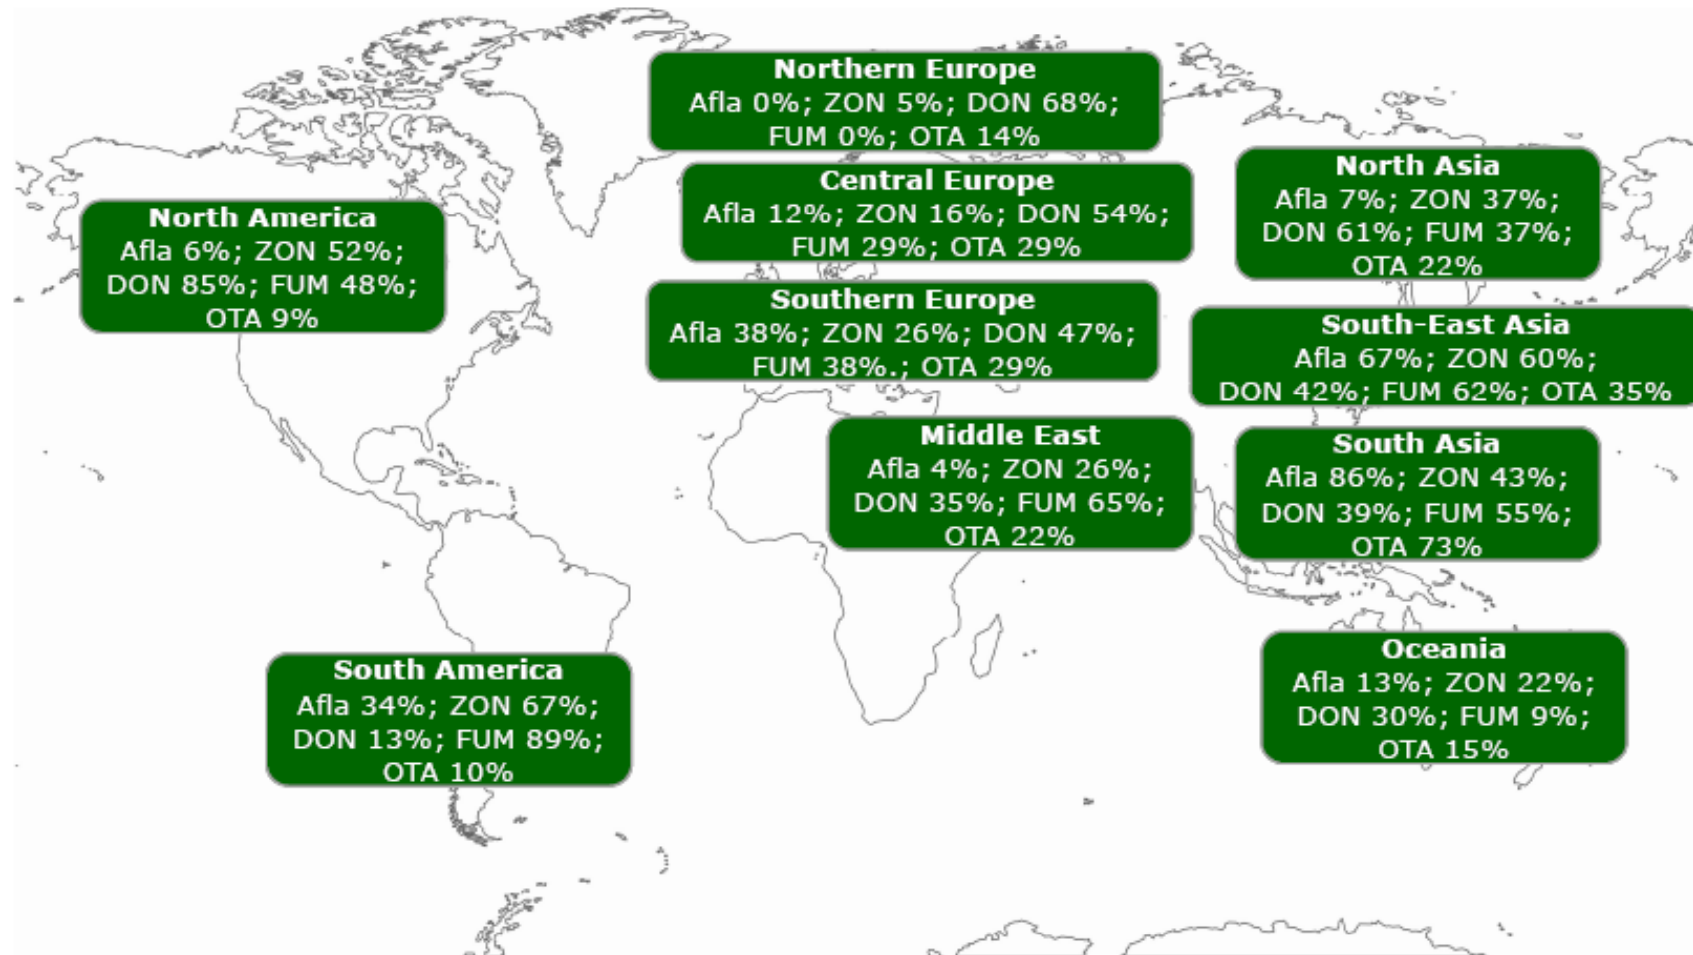 Northern Europe
Afla 0%; ZON 5%; DON 68%;
FUM 0%; OTA 14%
Central Europe
Afla 12%; ZON 16%; DON 54%;
FUM 29%; OTA 29%
North Asia
Afla 7%; ZON 37%;
DON 61%; FUM 37%;
OTA 22%
North America
Afla 6%; ZON 52%;
DON 85%; FUM 48%;
OTA 9%
Southern Europe
Afla 38%; ZON 26%; DON 47%;
FUM 38%.; OTA 29%
South-East Asia
Afla 67%; ZON 60%;
DON 42%; FUM 62%; OTA 35%
Middle East
Afla 4%; ZON 26%;
DON 35%; FUM 65%;
OTA 22%
South Asia
Afla 86%; ZON 43%;
DON 39%; FUM 55%;
OTA 73%
South America
Afla 34%; ZON 67%;
DON 13%; FUM 89%;
OTA 10%
Oceania
Afla 13%; ZON 22%;
DON 30%; FUM 9%;
OTA 15%